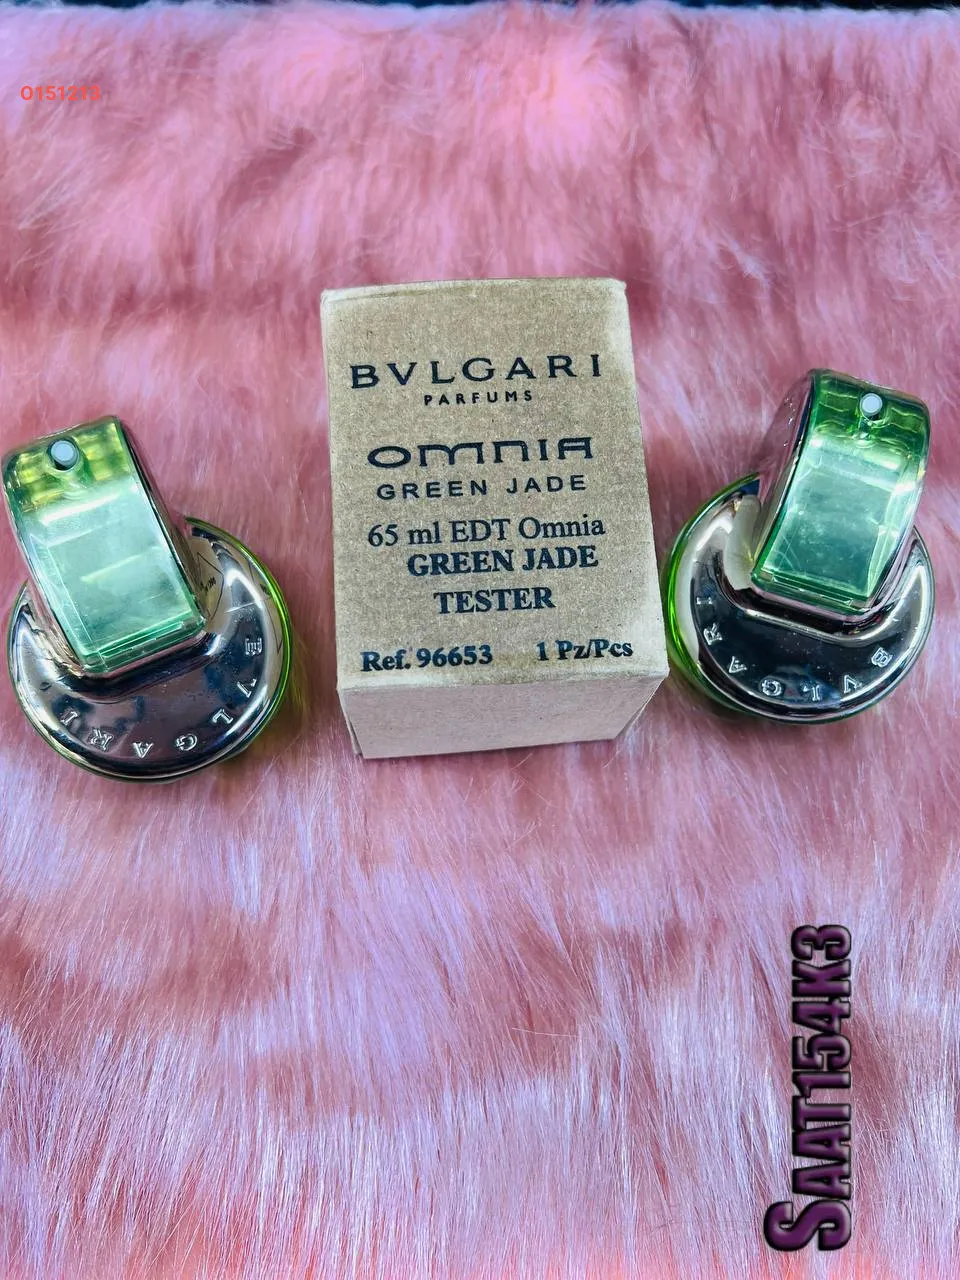 0151213
BVLGARI
PARFUMS
OMNIA
GREEN JADE
65 ml EDT Omnia
GREEN JADE
TESTER
Ref. 96653 1 Pz/Pcs
BVLGARI
BVLGARI
SAAT154K3